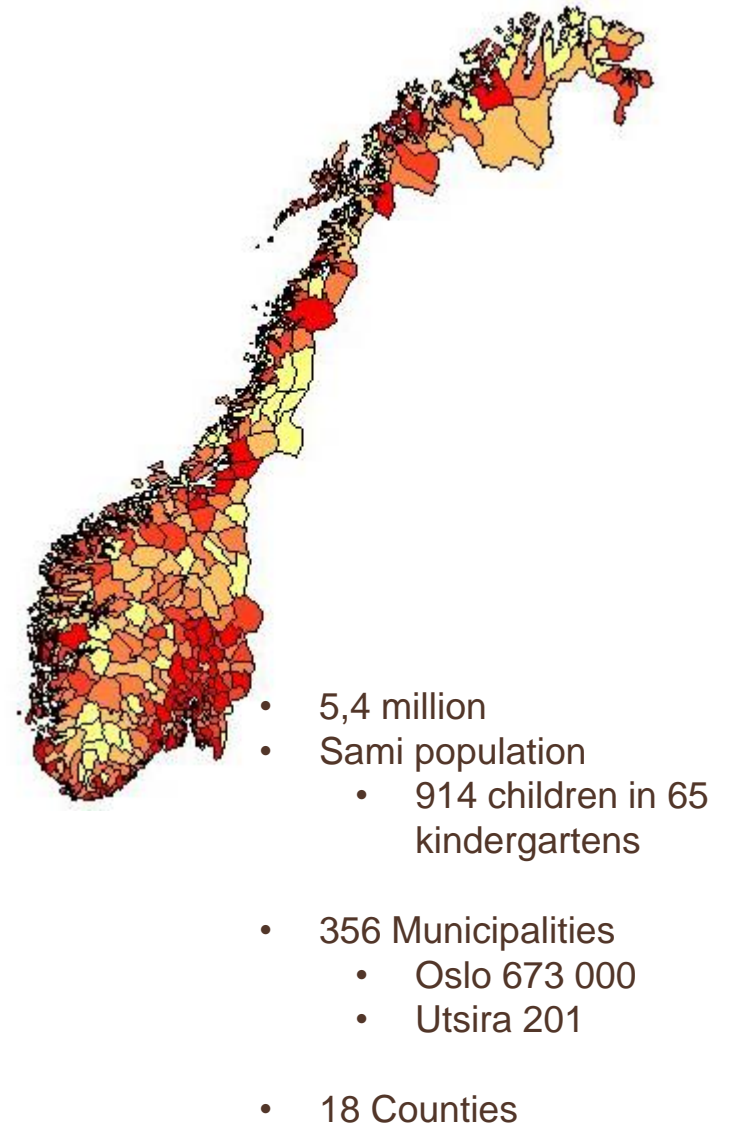 • 5,4 million
• Sami population
• 914 children in 65
kindergartens
• 356 Municipalities
• Oslo 673 000
• Utsira 201
• 18 Counties